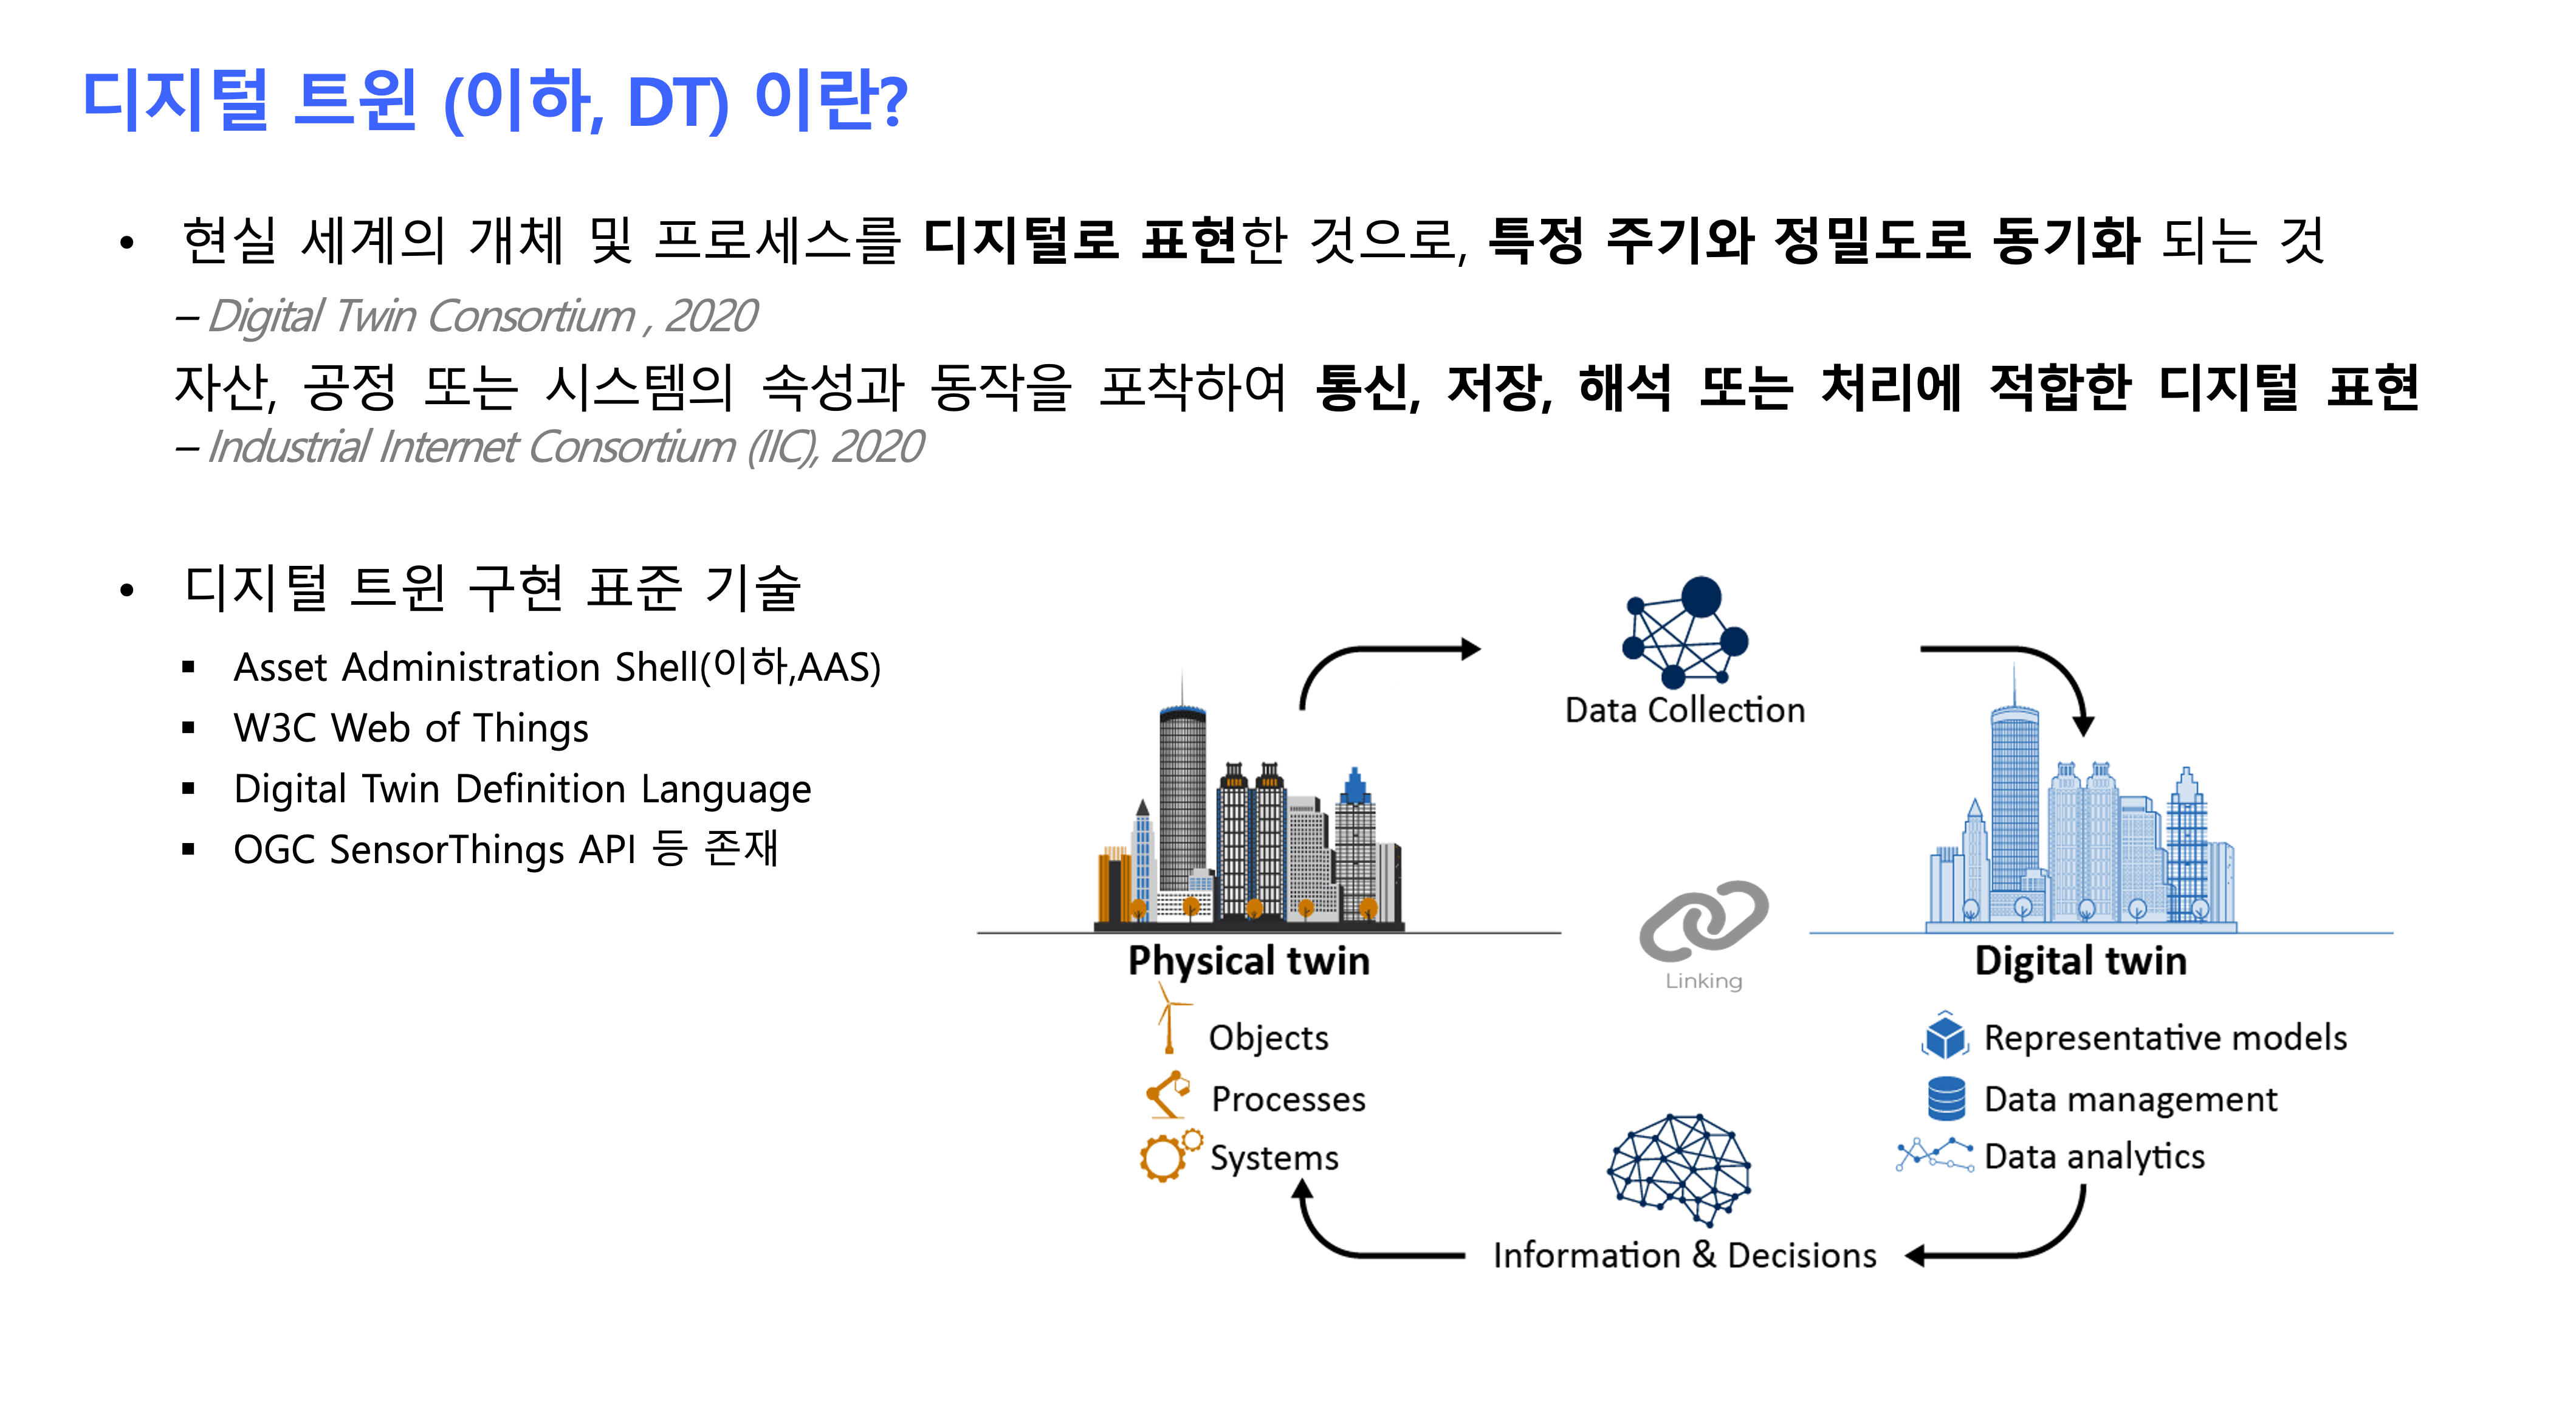 디지털 트윈 (이하, DT) 이란?
• 현실 세계의 개체 및 프로세스를 디지털로 표현한 것으로, 특정 주기와 정밀도로 동기화 되는 것
– Digital Twin Consortium , 2020
자산, 공정 또는 시스템의 속성과 동작을 포착하여 통신, 저장, 해석 또는 처리에 적합한 디지털 표현
– Industrial Internet Consortium (IIC), 2020
• 디지털 트윈 구현 표준 기술
▪ Asset Administration Shell(이하,AAS)
▪ W3C Web of Things
▪ Digital Twin Definition Language
▪ OGC SensorThings API 등 존재
Data Collection
Physical twin
Objects
Processes
Systems
Linking
Digital twin
Representative models
Data management
Data analytics
Information & Decisions